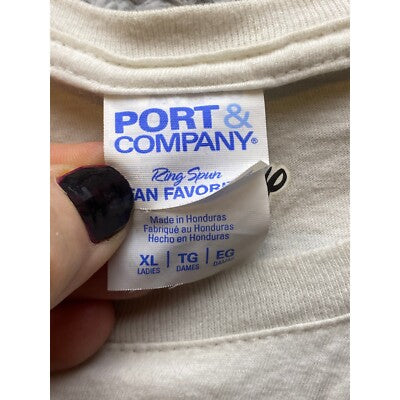 PORT &
COMPANY®
Ring Spun
FAN FAVORI
Made in Honduras
Fabriqué au Honduras
Hecho en Honduras
XL | TG | EG
LADIES DAMES DAMAS